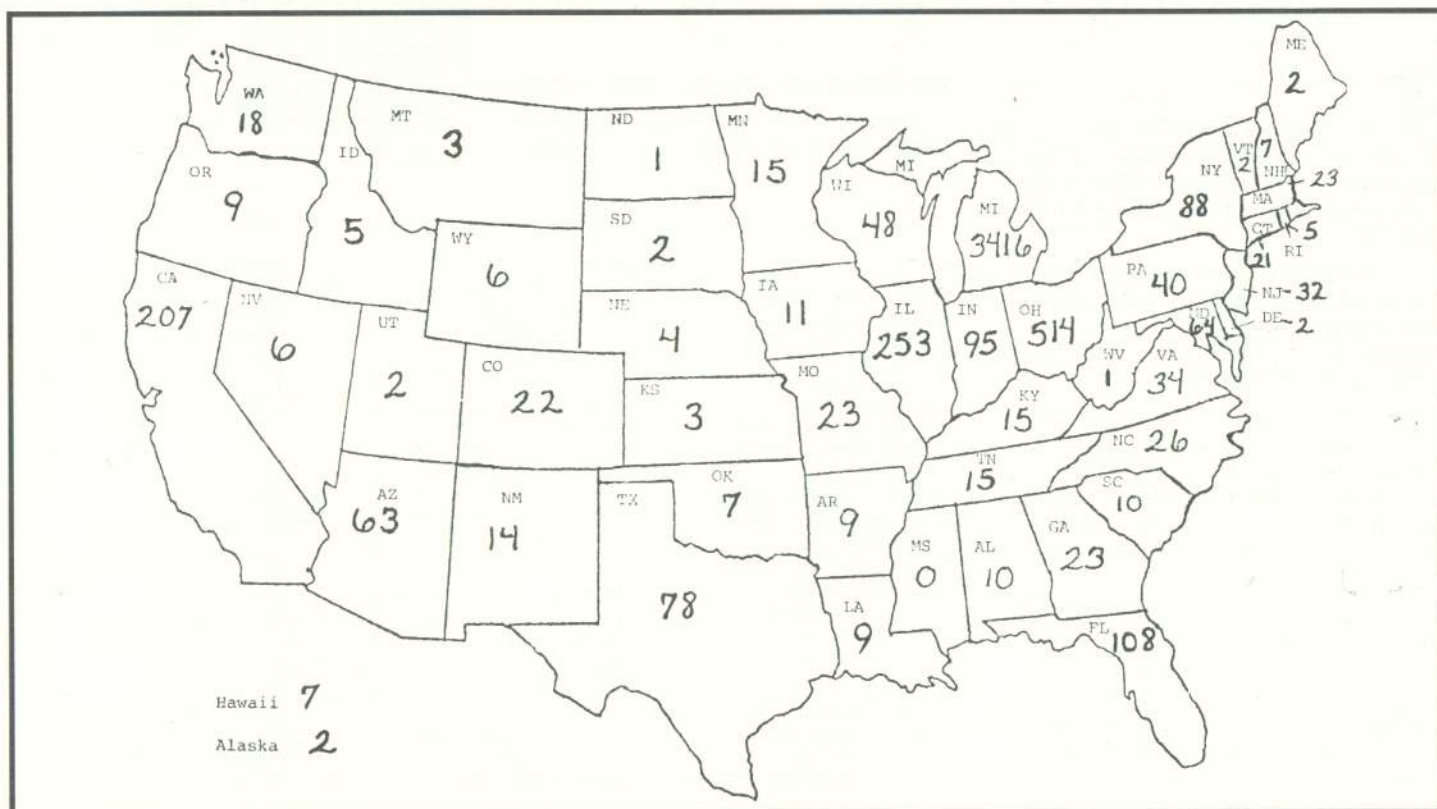 ME
2
WA
18
MT
3
ND
1
MN
15
ID
5
OR
9
VT
2
7
NH
NY
88
23
MA
WI
48
MI
MI
3416
SD
2
WY
6
CT
21
5
RI
CA
207
NV
6
UT
2
IA
11
NE
4
IL
253
IN
95
OH
514
PA
40
NJ-32
MD
64
DE-2
CO
22
KS
3
MO
23
KY
15
WV
1
VA
34
NC 26
TN
15
SC
10
AZ
63
NM
14
TX
78
OK
7
AR
9
MS
0
AL
10
GA
23
LA
9
FL 108
Hawaii 7
Alaska 2